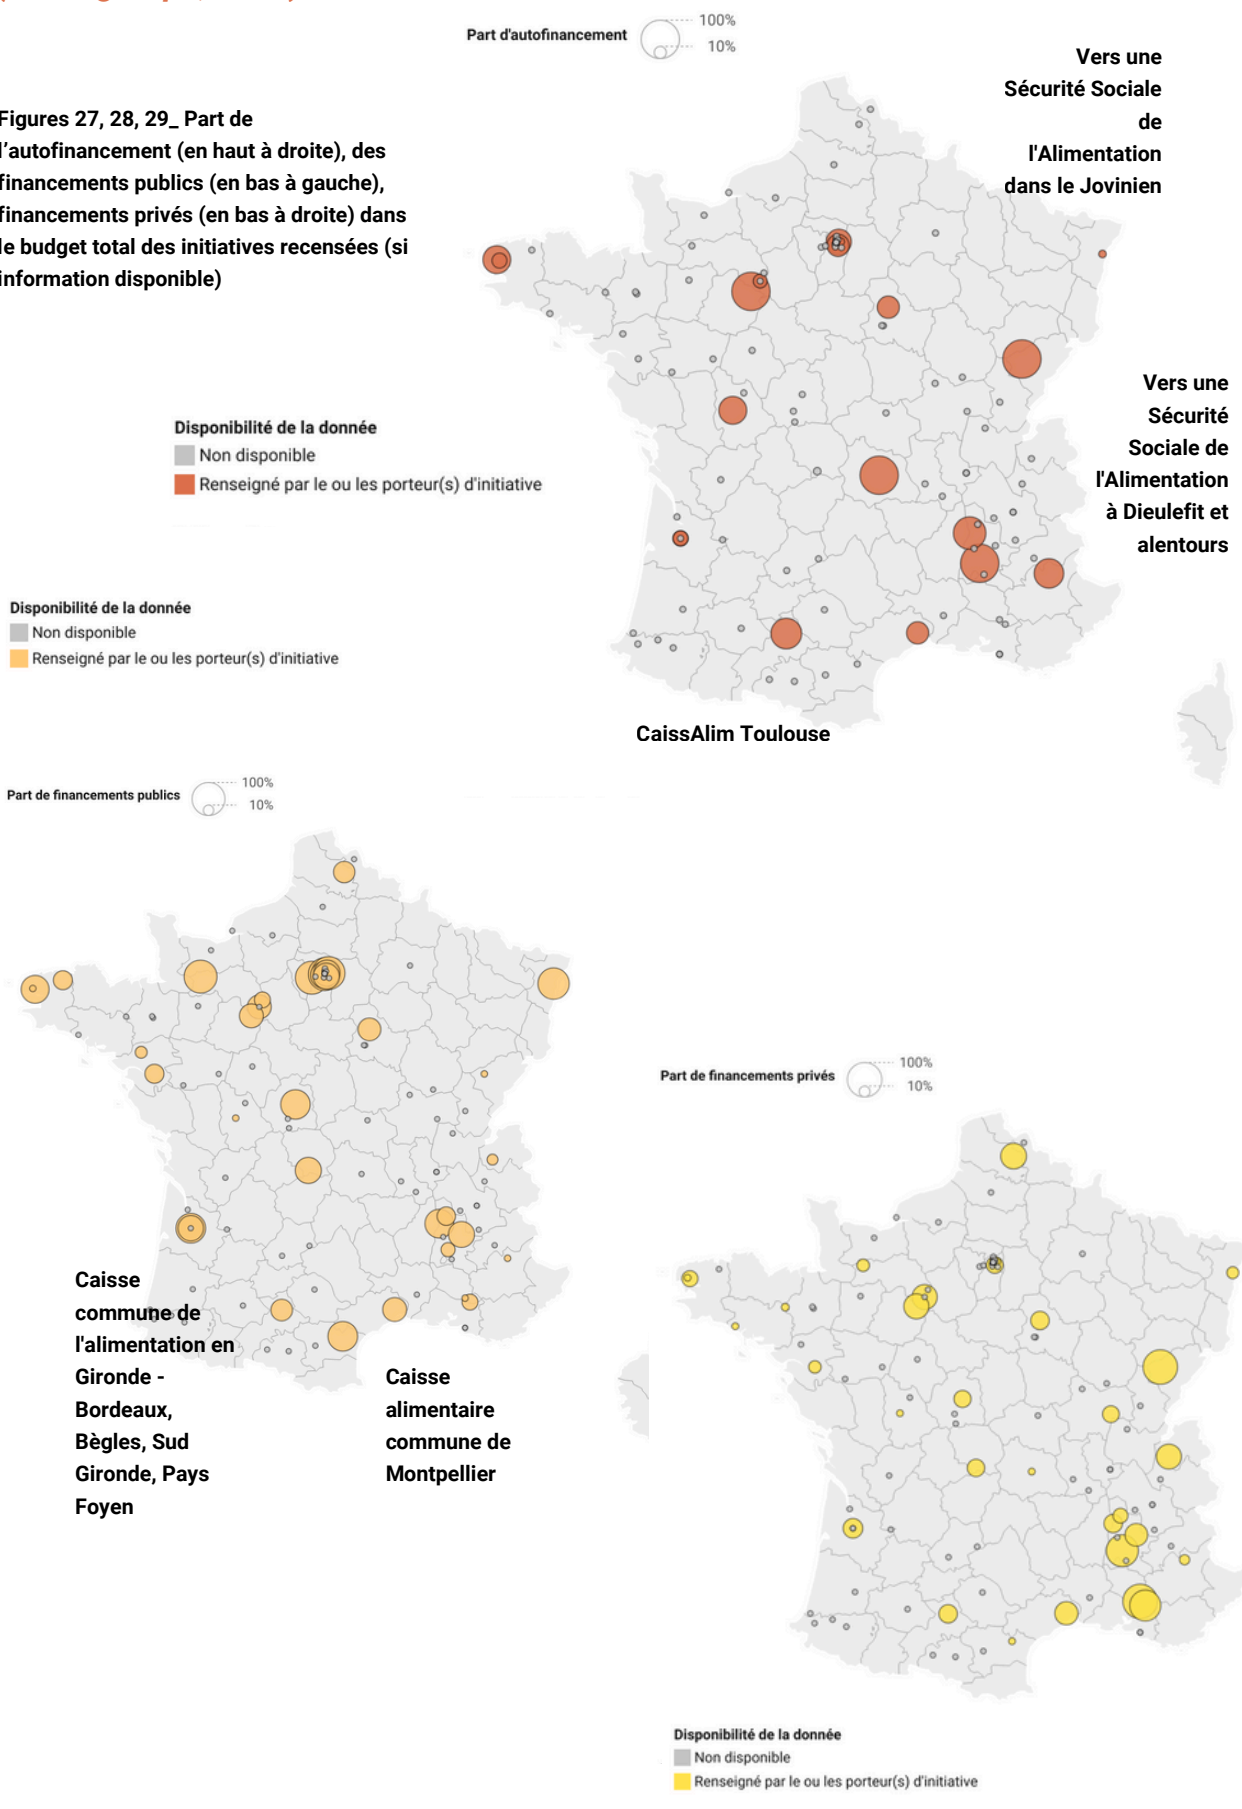 Part d'autofinancement
100%
10%
Vers une
Sécurité Sociale
de
l'Alimentation
dans le Jovinien
Figures 27, 28, 29_ Part de
l'autofinancement (en haut à droite), des
financements publics (en bas à gauche),
financements privés (en bas à droite) dans
le budget total des initiatives recensées (si
information disponible)
Vers une
Sécurité
Sociale de
l'Alimentation
à Dieulefit et
alentours
Disponibilité de la donnée
Non disponible
Renseigné par le ou les porteur(s) d'initiative
Disponibilité de la donnée
Non disponible
Renseigné par le ou les porteur(s) d'initiative
CaissAlim Toulouse
Part de financements publics
100%
10%
Caisse
commune de
l'alimentation en
Gironde -
Bordeaux,
Bègles, Sud
Gironde, Pays
Foyen
Caisse
alimentaire
commune de
Montpellier
Part de financements privés
100%
10%
Disponibilité de la donnée
Non disponible
Renseigné par le ou les porteur(s) d'initiative